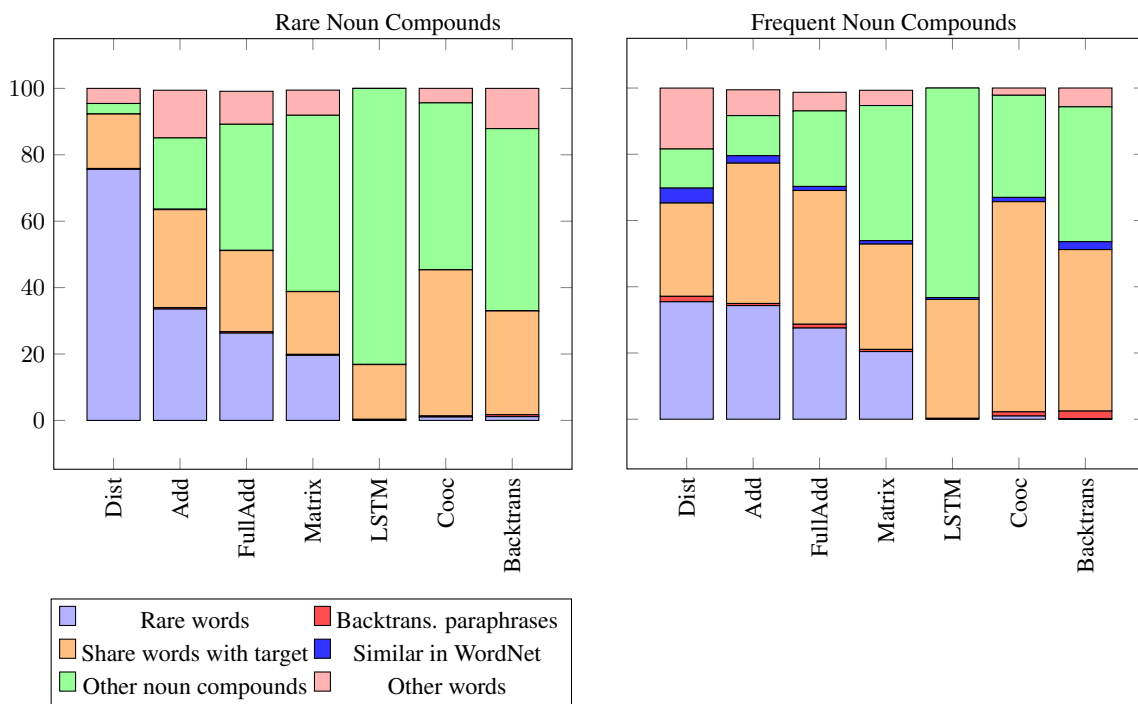 Rare Noun Compounds
Frequent Noun Compounds
100
80
60
40
20
0
Dist
Add
FullAdd
Matrix
LSTM
Cooc
Backtrans
Dist
Add
FullAdd
Matrix
LSTM
Cooc
Backtrans
Rare words
Backtrans. paraphrases
Share words with target
Similar in WordNet
Other noun compounds
Other words